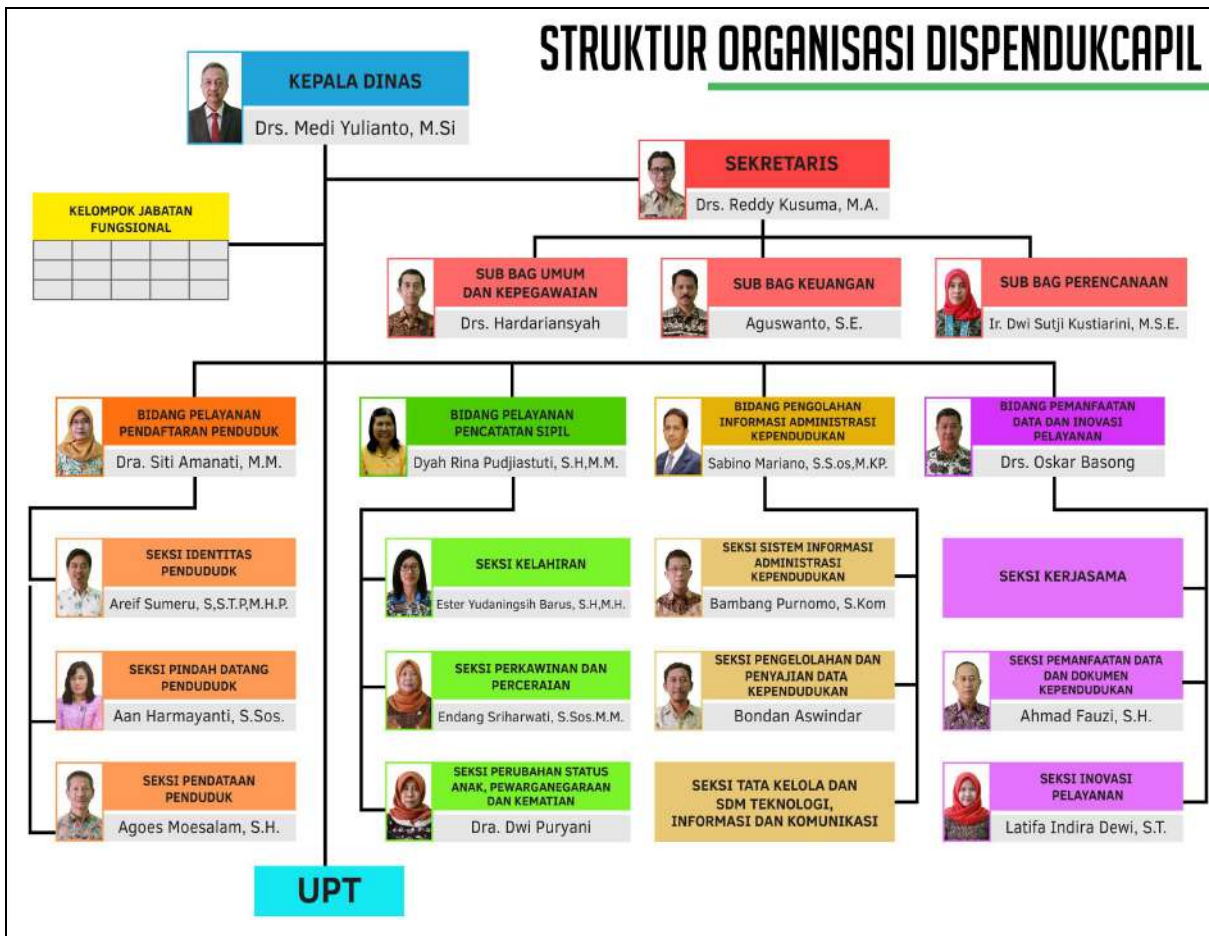 STRUKTUR ORGANISASI DISPENDUKCAPIL
KEPALA DINAS
Drs. Medi Yulianto, M.Si
SEKRETARIS
Drs. Reddy Kusuma, M.A.
KELOMPOK JABATAN
FUNGSIONAL
SUB BAG UMUM
DAN KEPEGAWAIAN
Drs. Hardariansyah
SUB BAG KEUANGAN
Aguswanto, S.E.
SUB BAG PERENCANAAN
Ir. Dwi Sutji Kustiarini, M.S.E.
BIDANG PELAYANAN
PENDAFTARAN PENDUDUK
Dra. Siti Amanati, M.M.
BIDANG PELAYANAN
PENCATATAN SIPIL
Dyah Rina Pudjiastuti, S.H,M.M.
BIDANG PENGOLAHAN
INFORMASI ADMINISTRASI
KEPENDUDUKAN
Sabino Mariano, S.S.os,M.KP.
BIDANG PEMANFAATAN
DATA DAN INOVASI
PELAYANAN
Drs. Oskar Basong
SEKSI IDENTITAS
PENDUDUDK
Areif Sumeru, S,S.T.P,M.H.P.
SEKSI KELAHIRAN
Ester Yudaningsih Barus, S.H,M.H.
SEKSI SISTEM INFORMASI
ADMINISTRASI
KEPENDUDUKAN
Bambang Purnomo, S.Kom
SEKSI KERJASAMA
SEKSI PINDAH DATANG
PENDUDUDK
Aan Harmayanti, S.Sos.
SEKSI PERKAWINAN DAN
PERCERAIAN
Endang Sriharwati, S.Sos.M.M.
SEKSI PENGELOLAHAN DAN
PENYAJIAN DATA
KEPENDUDUKAN
Bondan Aswindar
SEKSI PEMANFAATAN DATA
DAN DOKUMEN
KEPENDUDUKAN
Ahmad Fauzi, S.H.
SEKSI PENDATAAN
PENDUDUK
Agoes Moesalam, S.H.
SEKSI PERUBAHAN STATUS
ANAK, PEWARGANEGARAAN
DAN KEMATIAN
Dra. Dwi Puryani
SEKSI TATA KELOLA DAN
SDM TEKNOLOGI,
INFORMASI DAN KOMUNIKASI
SEKSI INOVASI
PELAYANAN
Latifa Indira Dewi, S.T.
UPT